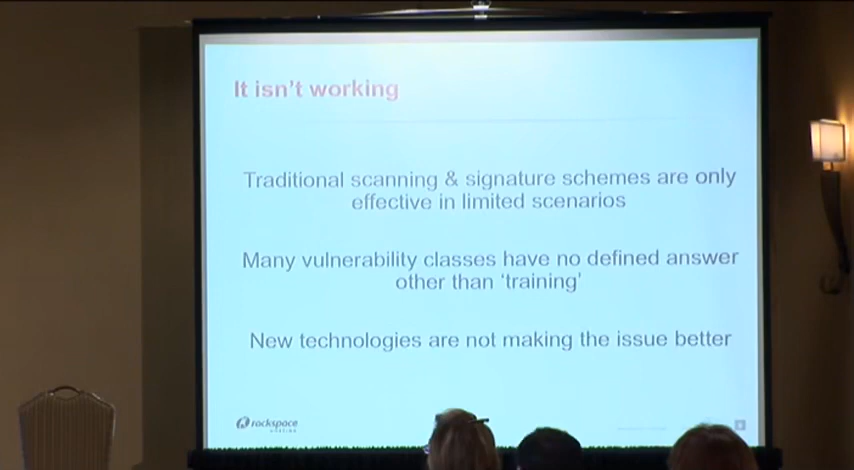 It isn't working
Traditional scanning & signature schemes are only
effective in limited scenarios
Many vulnerability classes have no defined answer
other than 'training'
New technologies are not making the issue better
rackspace